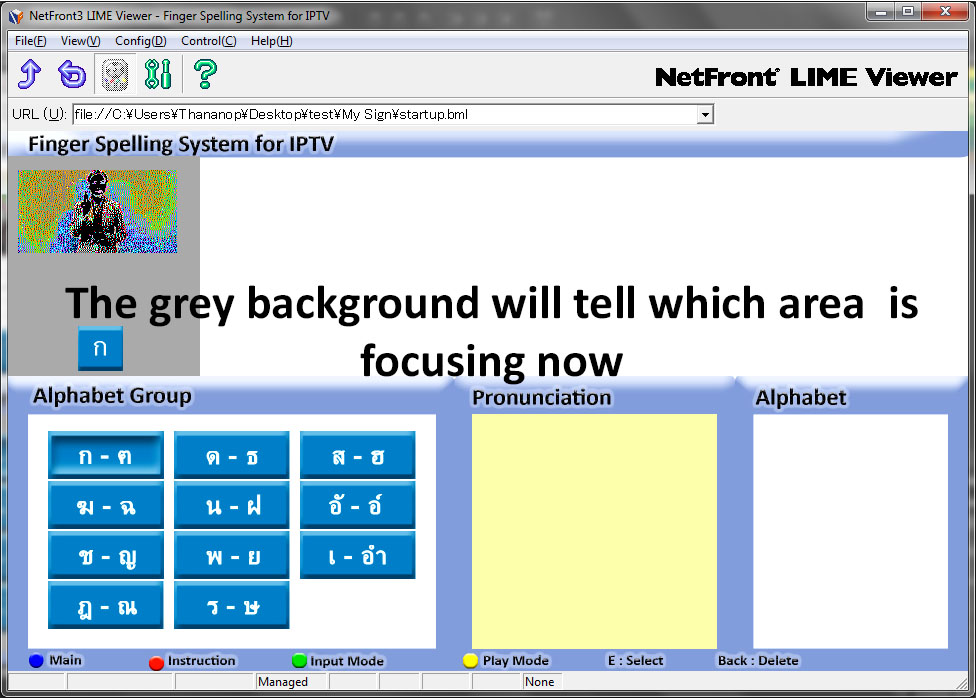 NetFront3 LIME Viewer - Finger Spelling System for IPTV
File(F) View(V) Config(D) Control(C) Help(H)
NetFront LIME Viewer
URL (U): file://C:¥Users¥Thananop¥Desktop¥test¥My Sign¥startup.bml
Finger Spelling System for IPTV
The grey background will tell which area is
focusing now
ก
Alphabet Group
Pronunciation
Alphabet
ก - ฅ
ด - ธ
ส - ฮ
ฆ - ฉ
น - ฝ
อั - อ์
ช - ญ
พ - ย
เ - อำ
ฎ - ณ
ร - ษ
Main
Instruction
Input Mode
Play Mode
E : Select
Back : Delete
Managed
None